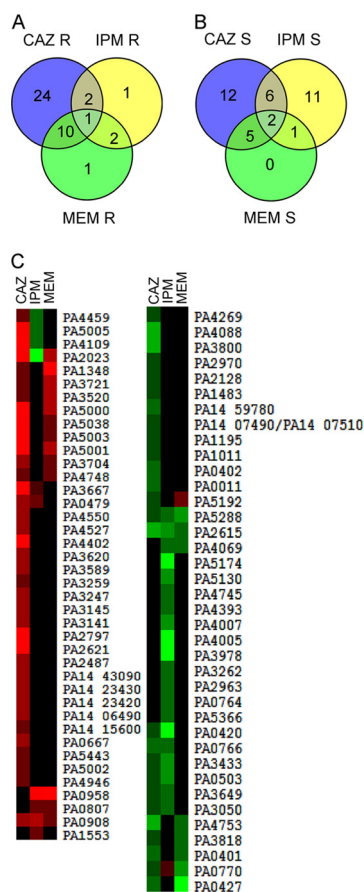 A
B
CAZ R IPM R
CAZ S IPM S
24 2 1
1
10 2
1
MEM R
12 6 11
2
5 1
0
MEM S
C
CAZ IPM MEM
PA4459
PA5005
PA4109
PA2023
PA1348
PA3721
PA3520
PA5000
PA5038
PA5003
PA5001
PA3704
PA4748
PA3667
PA0479
PA4550
PA4527
PA4402
PA3620
PA3589
PA3259
PA3247
PA3145
PA3141
PA2797
PA2621
PA2487
PA14 43090
PA14 23430
PA14 23420
PA14 06490
PA14 15600
PA0667
PA5443
PA5002
PA4946
PA0958
PA0807
PA0908
PA1553
CAZ IPM MEM
PA4269
PA4088
PA3800
PA2970
PA2128
PA1483
PA14 59780
PA14 07490/PA14 07510
PA1195
PA1011
PA0402
PA0011
PA5192
PA5288
PA2615
PA4069
PA5174
PA5130
PA4745
PA4393
PA4007
PA4005
PA3978
PA3262
PA2963
PA0764
PA5366
PA0420
PA0766
PA3433
PA0503
PA3649
PA3050
PA4753
PA3818
PA0401
PA0770
PA0427